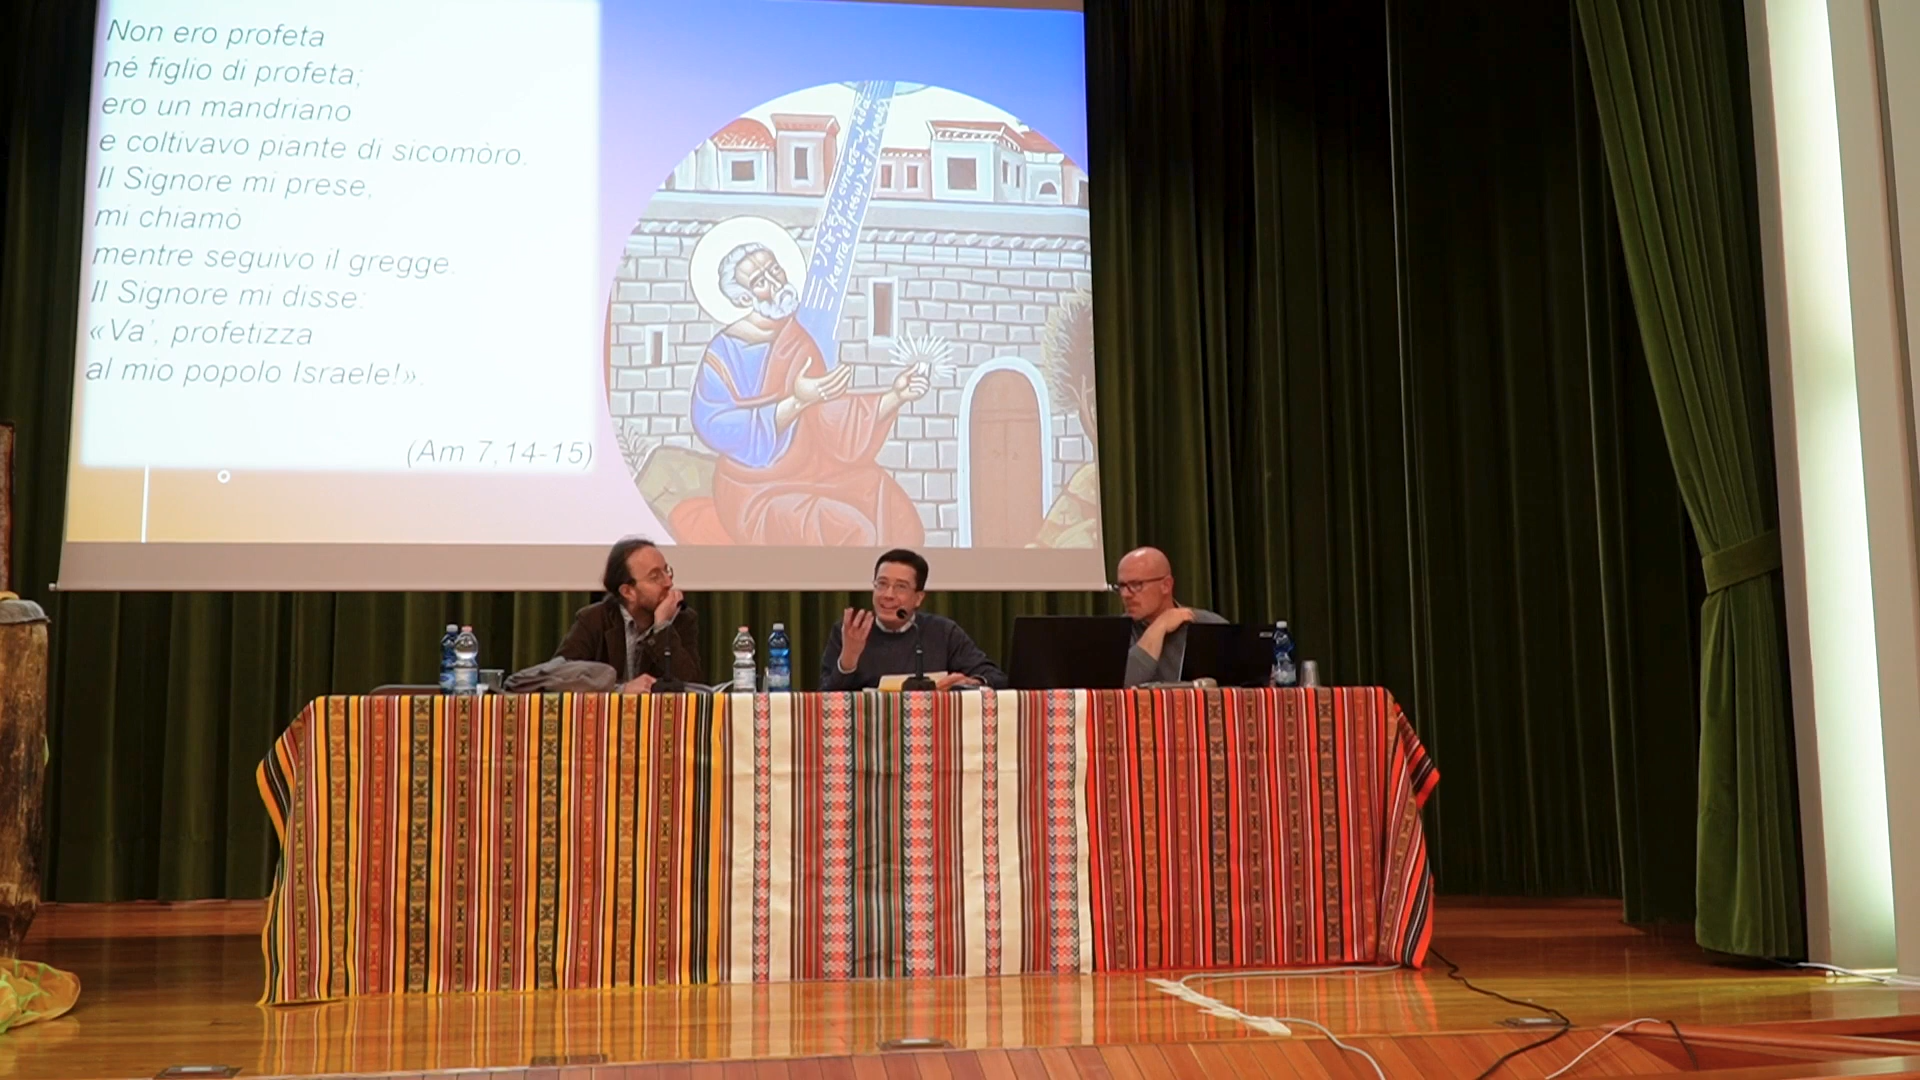 Non ero profeta
né figlio di profeta;
ero un mandriano
e coltivavo piante di sicomòro.
Il Signore mi prese,
mi chiamò
mentre seguivo il gregge.
Il Signore mi disse:
«Va', profetizza
al mio popolo Israele!».
(Am 7,14-15)